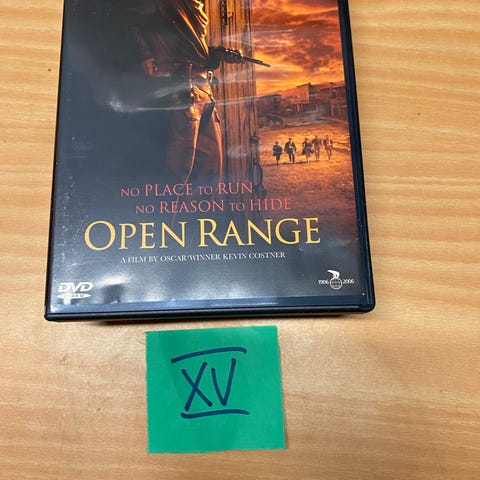 NO PLACE TO RUN
NO REASON TO HIDE
OPEN RANGE
A FILM BY OSCAR® WINNER KEVIN COSTNER
DVD
VIDEO
1906 2006
XV